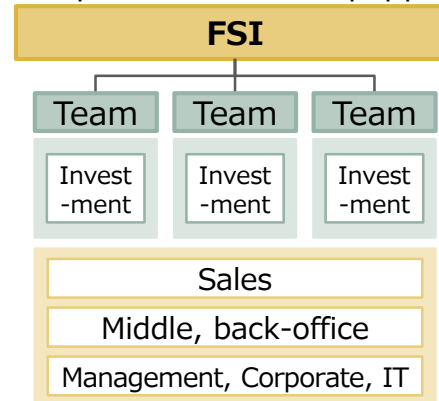 FSI
Team Team Team
Invest Invest Invest
-ment -ment -ment
Sales
Middle, back-office
Management, Corporate, IT